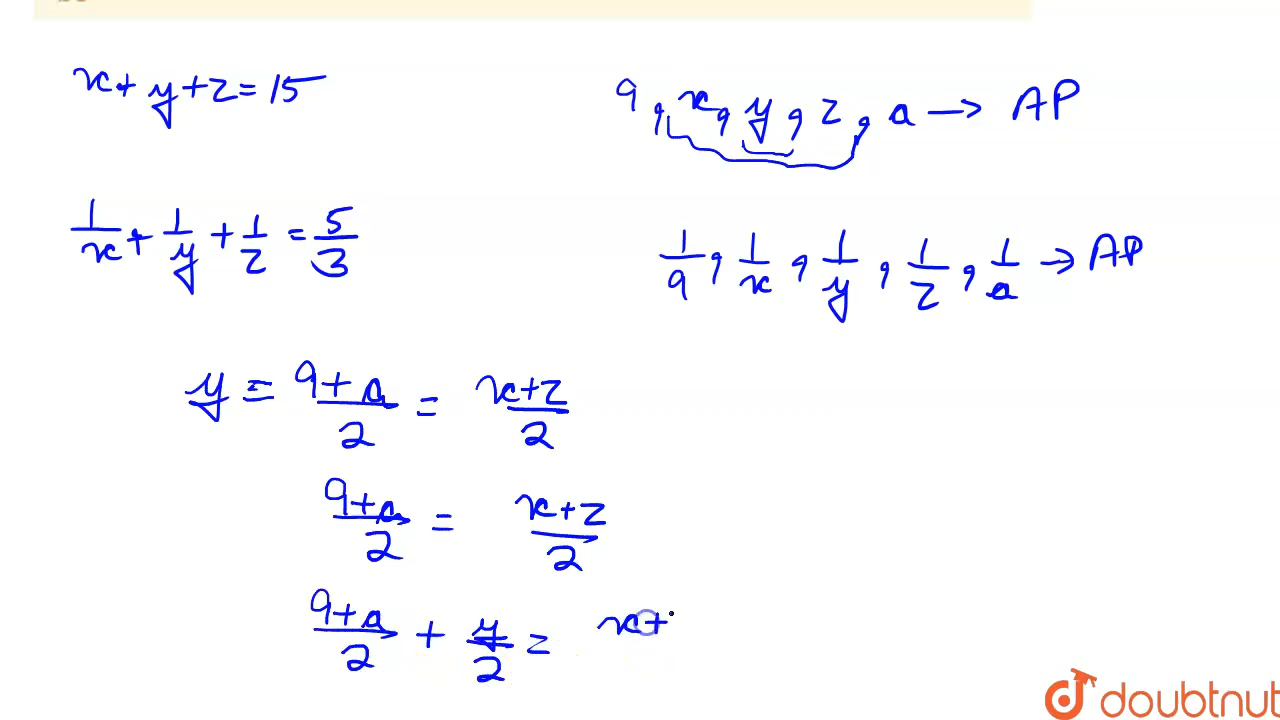 x + y + z = 15
9, x, y, z, a → AP
1/x + 1/y + 1/z = 5/3
1/9, 1/x, 1/y, 1/z, 1/a → AP
y = (9+a)/2 = (x+z)/2
(9+a)/2 = (x+z)/2
(9+a)/2 + y/2 = x+
doubtnut